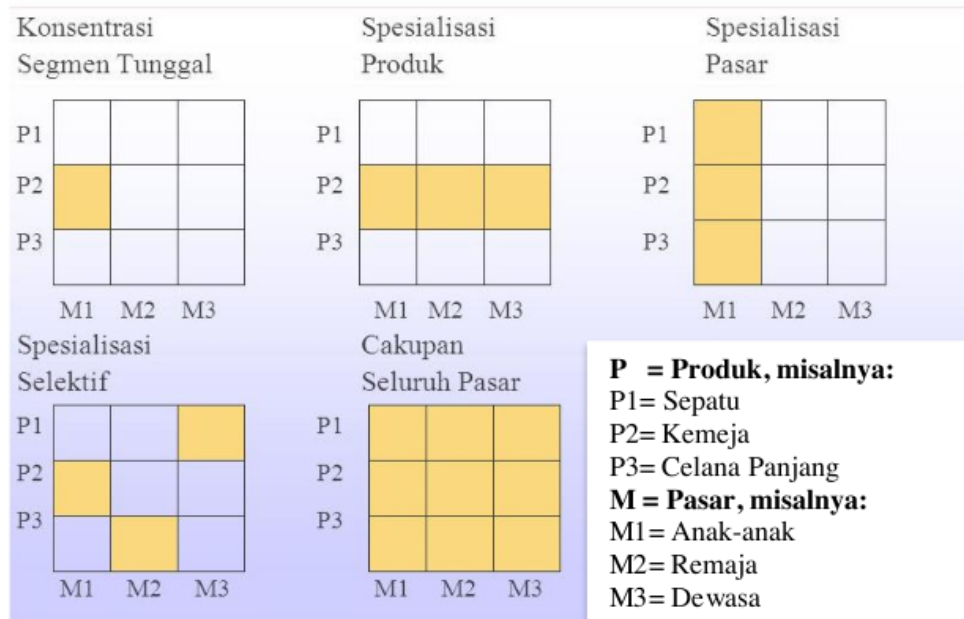 Konsentrasi
Segmen Tunggal
P1
P2
P3
M1 M2 M3
Spesialisasi
Produk
P1
P2
P3
M1 M2 M3
Spesialisasi
Pasar
P1
P2
P3
M1 M2 M3
Spesialisasi
Selektif
P1
P2
P3
M1 M2 M3
Cakupan
Seluruh Pasar
P1
P2
P3
M1 M2 M3
P = Produk, misalnya:
P1= Sepatu
P2= Kemeja
P3= Celana Panjang
M = Pasar, misalnya:
M1= Anak-anak
M2= Remaja
M3= Dewasa